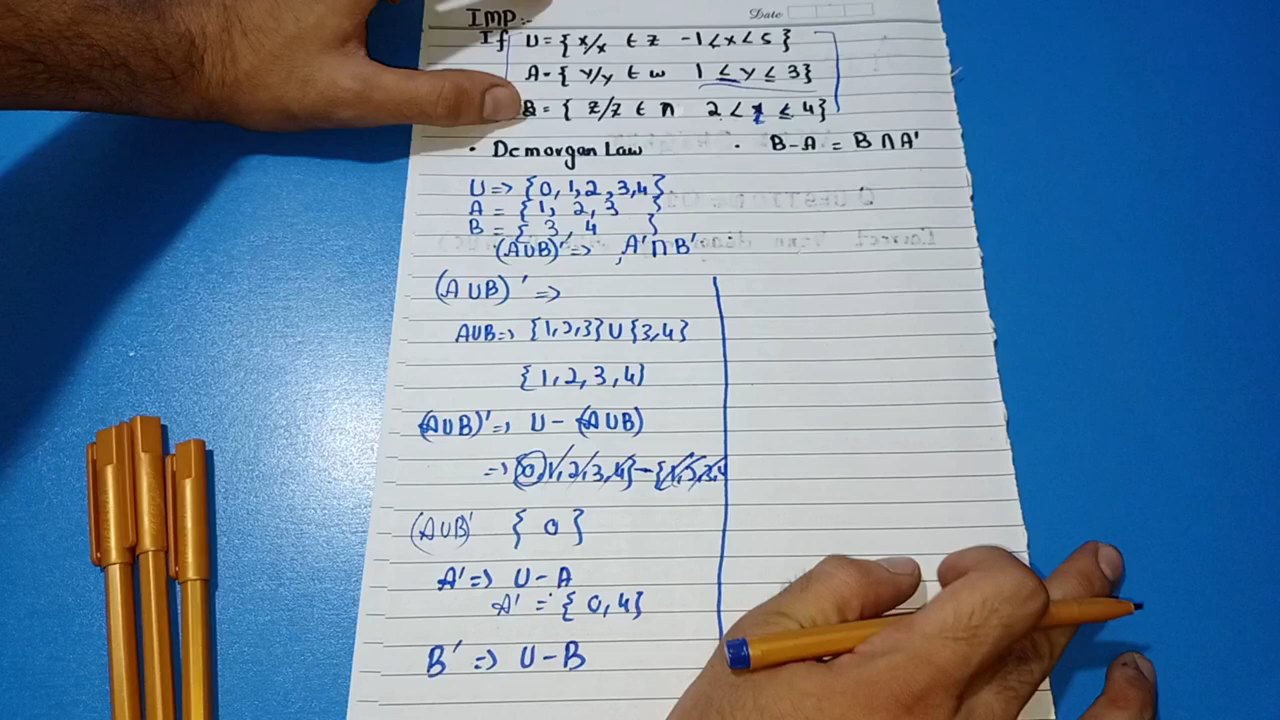 IMP:-
Date
If U = { x/x ∈ z -1 < x < 5 }
A = { y/y ∈ w 1 ≤ y ≤ 3 }
B = { z/z ∈ n 2 < z ≤ 4 }
• Demorgan Law • B-A = B ∩ A'
U => {0, 1, 2, 3, 4}
A = {1, 2, 3 }
B = { 3, 4 }
(A∪B)' => , A' ∩ B'
(A ∪ B)' =>
A∪B => {1, 2, 3} ∪ {3, 4}
{1, 2, 3, 4}
(A∪B)' => U - (A∪B)
=> {0, 1, 2, 3, 4} - {1, 2, 3, 4
(A∪B)' { 0 }
A' => U - A
A' = { 0, 4 }
B' => U - B